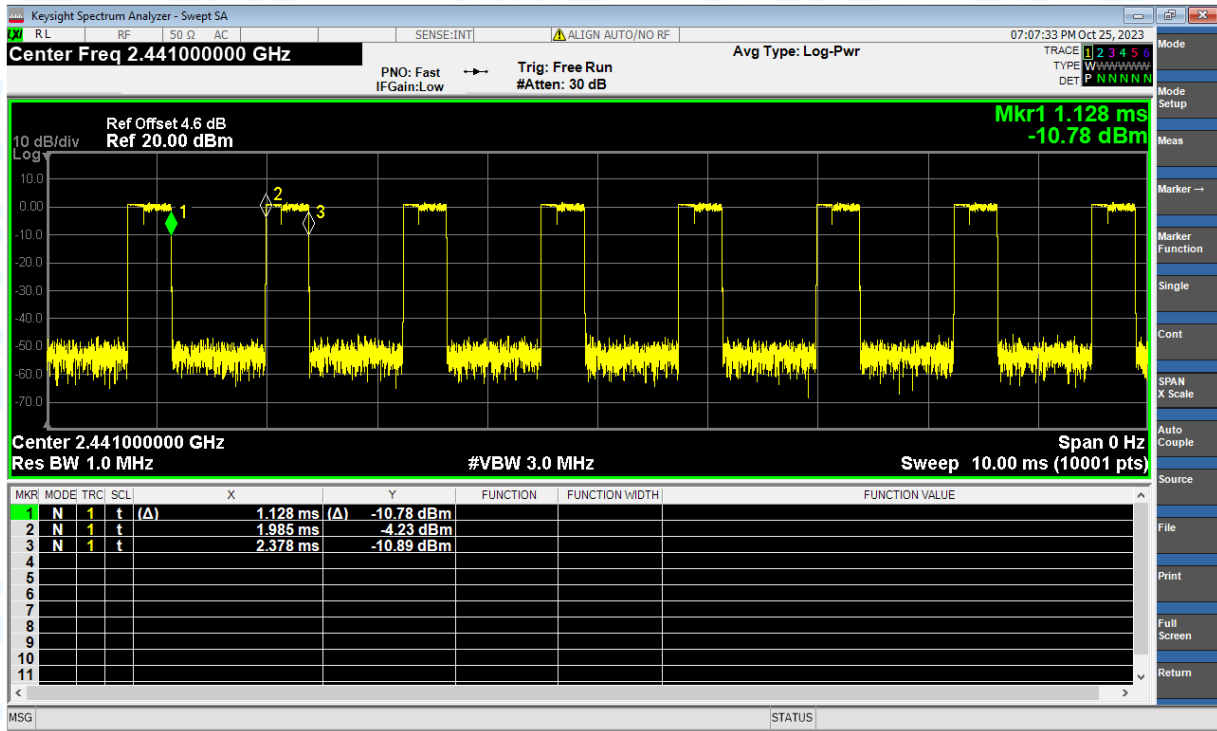 Keysight Spectrum Analyzer - Swept SA
LXI RL RF 50 Ω AC SENSE:INT ALIGN AUTO/NO RF 07:07:33 PM Oct 25, 2023
Center Freq 2.441000000 GHz Avg Type: Log-Pwr TRACE 1 2 3 4 5 6
PNO: Fast Trig: Free Run TYPE WWWWWW
IFGain:Low #Atten: 30 dB DET P N N N N N
Mkr1 1.128 ms
-10.78 dBm
Ref Offset 4.6 dB
10 dB/div Ref 20.00 dBm
Log
10.0
0.00
-10.0
-20.0
-30.0
-40.0
-50.0
-60.0
-70.0
1
2
3
Center 2.441000000 GHz Span 0 Hz
Res BW 1.0 MHz #VBW 3.0 MHz Sweep 10.00 ms (10001 pts)
MKR MODE TRC SCL X Y FUNCTION FUNCTION WIDTH FUNCTION VALUE
1 N 1 t (Δ) 1.128 ms (Δ) -10.78 dBm
2 N 1 t 1.985 ms -4.23 dBm
3 N 1 t 2.378 ms -10.89 dBm
4
5
6
7
8
9
10
11
MSG STATUS
Mode
Mode
Setup
Meas
Marker →
Marker
Function
Single
Cont
SPAN
X Scale
Auto
Couple
Source
File
Print
Full
Screen
Return